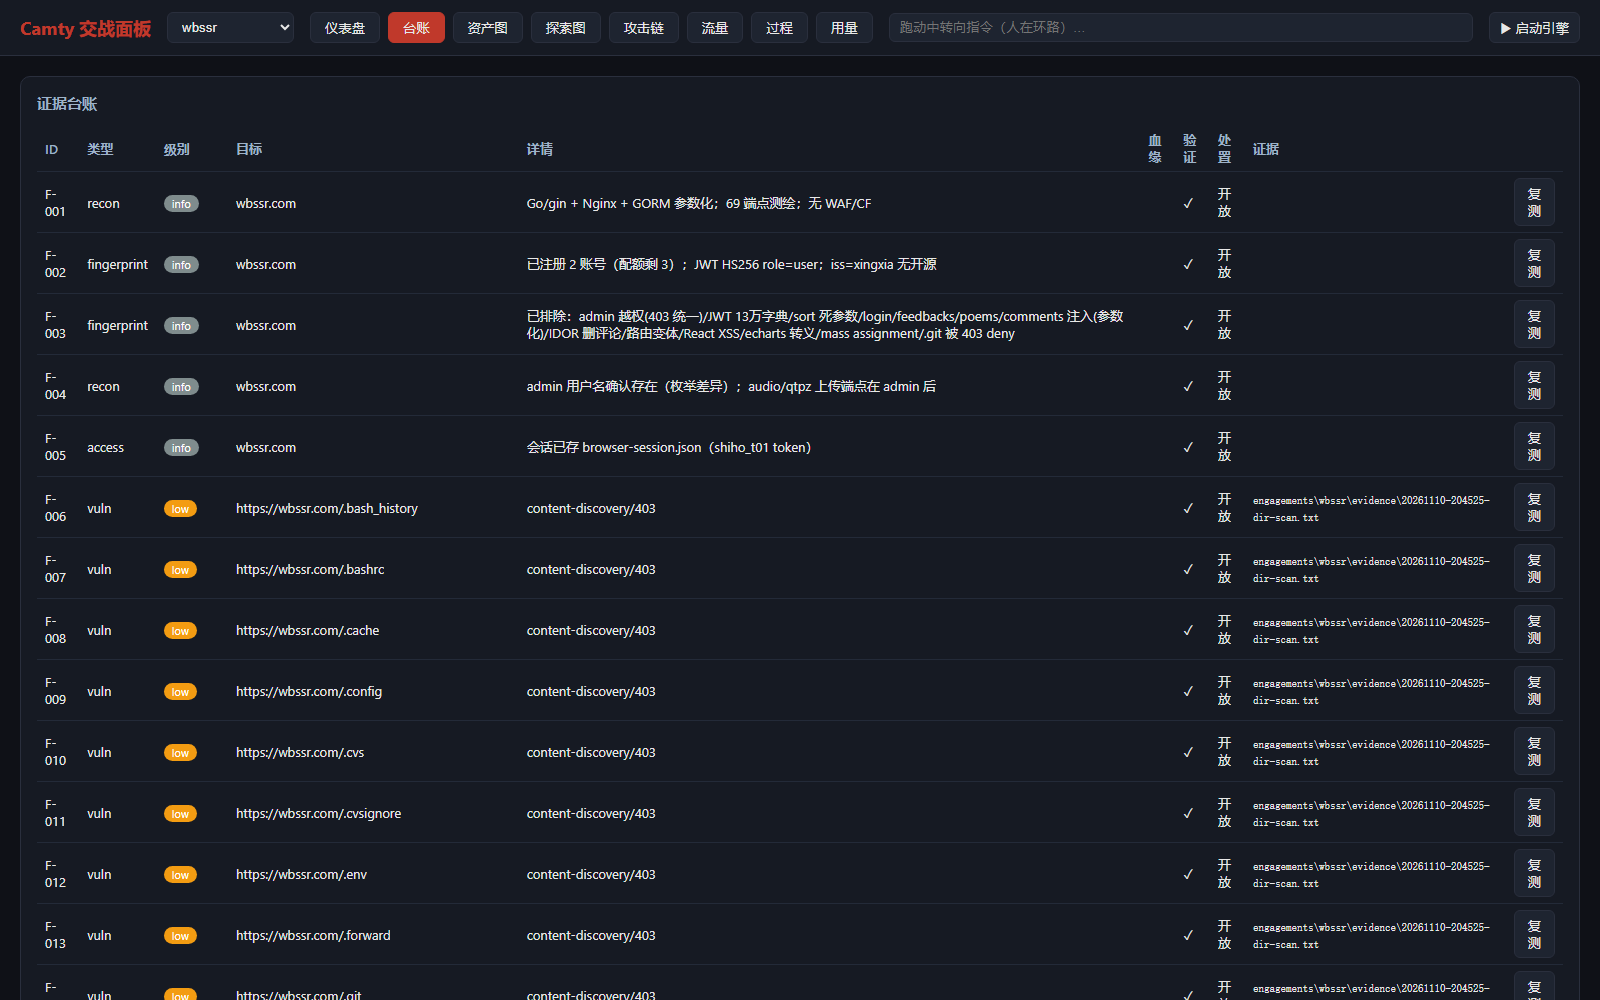 Camty 交战面板 wbssr 仪表盘 台账 资产图 探索图 攻击链 流量 过程 用量 跑动中转向指令（人在环路）... ▶ 启动引擎
证据台账
ID 类型 级别 目标 详情 血缘 验证 处置 证据
F-001 recon info wbssr.com Go/gin + Nginx + GORM 参数化；69 端点测绘；无 WAF/CF ✓ 开放 复测
F-002 fingerprint info wbssr.com 已注册 2 账号（配额剩 3）；JWT HS256 role=user；iss=xingxia 无开源 ✓ 开放 复测
F-003 fingerprint info wbssr.com 已排除：admin 越权(403 统一)/JWT 13万字典/sort 死参数/login/feedbacks/poems/comments 注入(参数化)/IDOR 删评论/路由变体/React XSS/echarts 转义/mass assignment/.git 被 403 deny ✓ 开放 复测
F-004 recon info wbssr.com admin 用户名确认存在（枚举差异）；audio/qtpz 上传端点在 admin 后 ✓ 开放 复测
F-005 access info wbssr.com 会话已存 browser-session.json（shiho_t01 token） ✓ 开放 复测
F-006 vuln low https://wbssr.com/.bash_history content-discovery/403 ✓ 开放 engagements\wbssr\evidence\20261110-204525-dir-scan.txt 复测
F-007 vuln low https://wbssr.com/.bashrc content-discovery/403 ✓ 开放 engagements\wbssr\evidence\20261110-204525-dir-scan.txt 复测
F-008 vuln low https://wbssr.com/.cache content-discovery/403 ✓ 开放 engagements\wbssr\evidence\20261110-204525-dir-scan.txt 复测
F-009 vuln low https://wbssr.com/.config content-discovery/403 ✓ 开放 engagements\wbssr\evidence\20261110-204525-dir-scan.txt 复测
F-010 vuln low https://wbssr.com/.cvs content-discovery/403 ✓ 开放 engagements\wbssr\evidence\20261110-204525-dir-scan.txt 复测
F-011 vuln low https://wbssr.com/.cvsignore content-discovery/403 ✓ 开放 engagements\wbssr\evidence\20261110-204525-dir-scan.txt 复测
F-012 vuln low https://wbssr.com/.env content-discovery/403 ✓ 开放 engagements\wbssr\evidence\20261110-204525-dir-scan.txt 复测
F-013 vuln low https://wbssr.com/.forward content-discovery/403 ✓ 开放 engagements\wbssr\evidence\20261110-204525-dir-scan.txt 复测
F- vuln low https://wbssr.com/.git content-discovery/403 ✓ 开放 engagements\wbssr\evidence\20261110-204525- 复测